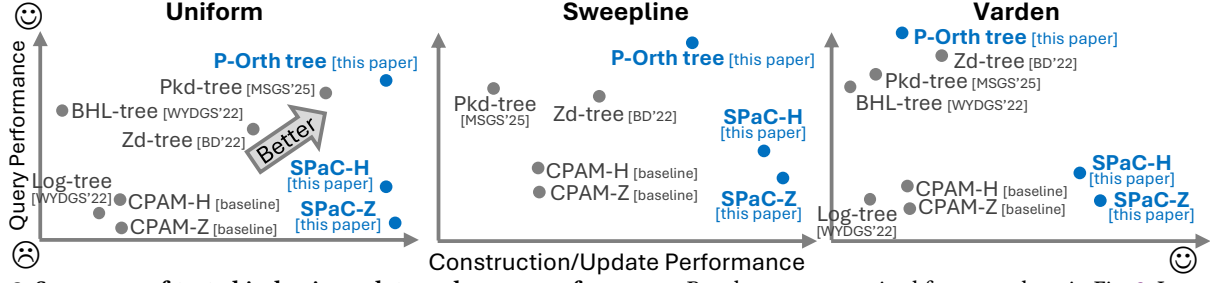 Uniform
Sweepline
Varden
Query Performance
P-Orth tree [this paper]
Pkd-tree [MSGS'25]
BHL-tree [WYDGS'22]
Zd-tree [BD'22]
Better
SPaC-H
[this paper]
Log-tree
[WYDGS'22]
CPAM-H [baseline]
SPaC-Z
[this paper]
CPAM-Z [baseline]
P-Orth tree [this paper]
Pkd-tree
[MSGS'25]
Zd-tree [BD'22]
SPaC-H
[this paper]
CPAM-H [baseline]
CPAM-Z [baseline]
SPaC-Z
[this paper]
P-Orth tree [this paper]
Zd-tree [BD'22]
Pkd-tree [MSGS'25]
BHL-tree [WYDGS'22]
SPaC-H
[this paper]
CPAM-H [baseline]
SPaC-Z
[this paper]
CPAM-Z [baseline]
Log-tree
[WYDGS'22]
Construction/Update Performance